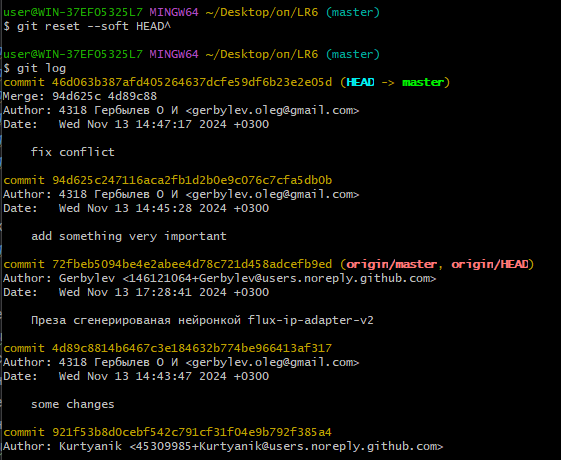 user@WIN-37EFO5325L7 MINGW64 ~/Desktop/оп/LR6 (master)
$ git reset --soft HEAD^
user@WIN-37EFO5325L7 MINGW64 ~/Desktop/оп/LR6 (master)
$ git log
commit 46d063b387afd405264637dcfe59df6b23e2e05d (HEAD -> master)
Merge: 94d625c 4d89c88
Author: 4318 Гербылев О И <gerbylev.oleg@gmail.com>
Date:   Wed Nov 13 14:47:17 2024 +0300
    fix conflict
commit 94d625c247116aca2fb1d2b0e9c076c7cfa5db0b
Author: 4318 Гербылев О И <gerbylev.oleg@gmail.com>
Date:   Wed Nov 13 14:45:28 2024 +0300
    add something very important
commit 72fbeb5094be4e2abee4d78c721d458adcefb9ed (origin/master, origin/HEAD)
Author: Gerbylev <146121064+Gerbylev@users.noreply.github.com>
Date:   Wed Nov 13 17:28:41 2024 +0300
    Преза сгенерированая нейронкой flux-ip-adapter-v2
commit 4d89c8814b6467c3e184632b774be966413af317
Author: 4318 Гербылев О И <gerbylev.oleg@gmail.com>
Date:   Wed Nov 13 14:43:47 2024 +0300
    some changes
commit 921f53b8d0cebf542c791cf31f04e9b792f385a4
Author: Kurtyanik <45309985+Kurtyanik@users.noreply.github.com>